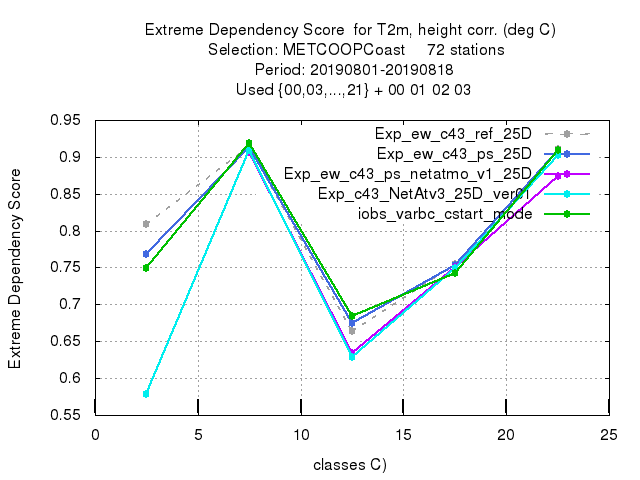 Extreme Dependency Score  for T2m, height corr. (deg C)
Selection: METCOOPCoast     72 stations
Period: 20190801-20190818
Used {00,03,...,21} + 00 01 02 03
Exp_ew_c43_ref_25D
Exp_ew_c43_ps_25D
Exp_ew_c43_ps_netatmo_v1_25D
Exp_c43_NetAtv3_25D_ver01
iobs_varbc_cstart_mode
Extreme Dependency Score
0.95
0.9
0.85
0.8
0.75
0.7
0.65
0.6
0.55
0 5 10 15 20 25
classes C)